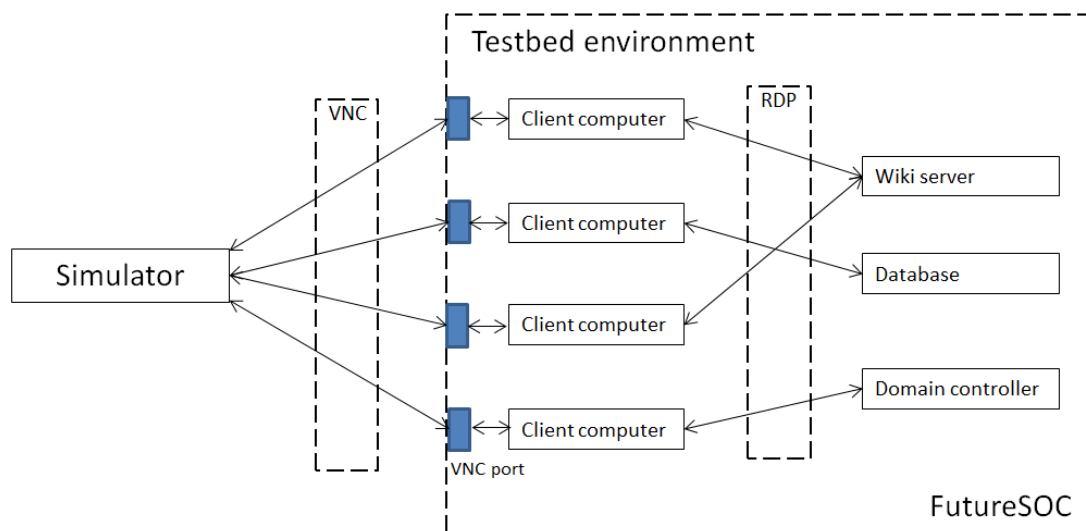 Testbed environment
VNC
RDP
Client computer
Wiki server
Client computer
Simulator
Database
Client computer
Domain controller
Client computer
VNC port
FutureSOC